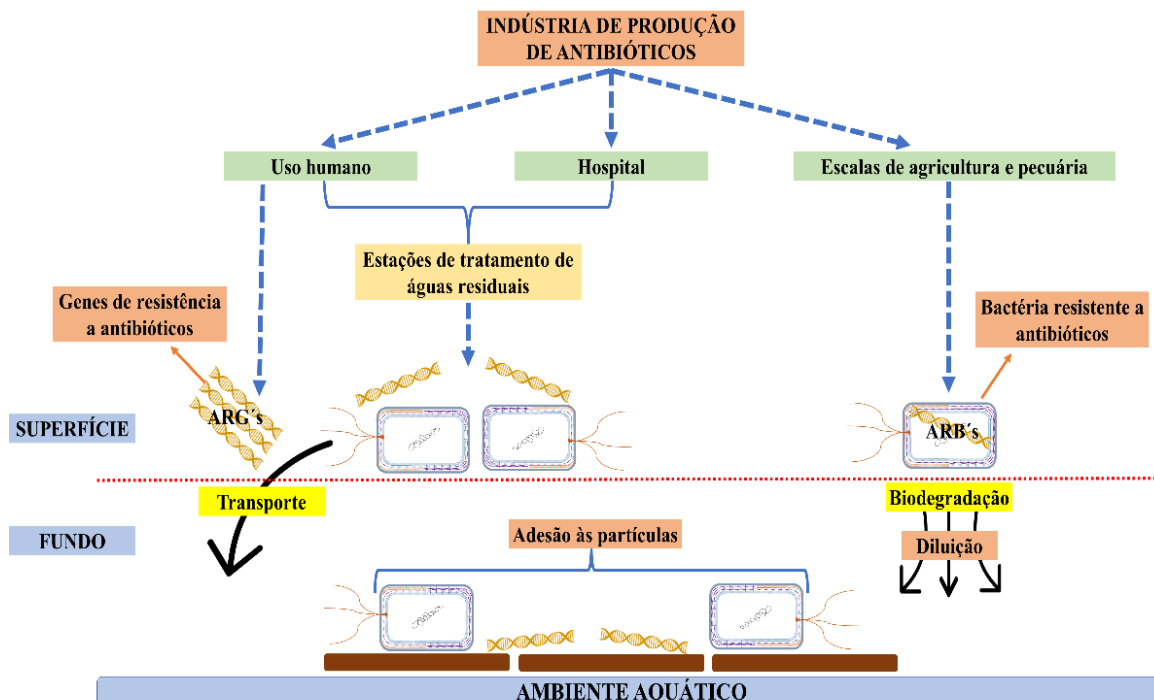 INDÚSTRIA DE PRODUÇÃO
DE ANTIBIÓTICOS
Uso humano
Hospital
Escalas de agricultura e pecuária
Estações de tratamento de
águas residuais
Genes de resistência
a antibióticos
Bactéria resistente a
antibióticos
ARG´s
ARB´s
SUPERFÍCIE
Transporte
Biodegradação
FUNDO
Adesão às partículas
Diluição
AMBIENTE AQUÁTICO